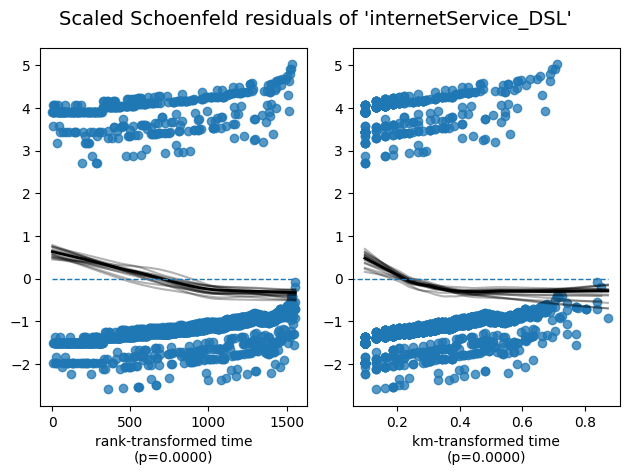 Scaled Schoenfeld residuals of 'internetService_DSL'
5
4
3
2
1
0
−1
−2
0 500 1000 1500
rank-transformed time
(p=0.0000)
5
4
3
2
1
0
−1
−2
0.2 0.4 0.6 0.8
km-transformed time
(p=0.0000)